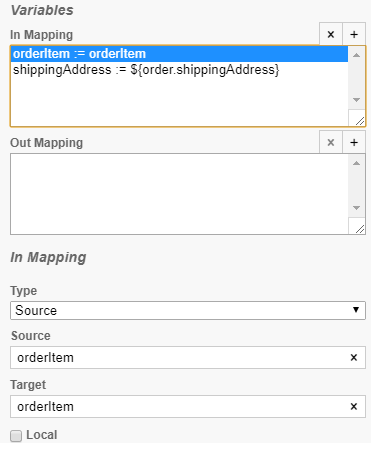 Variables
In Mapping × +
orderItem := orderItem
shippingAddress := ${order.shippingAddress}
Out Mapping × +
In Mapping
Type
Source
Source
orderItem ×
Target
orderItem ×
Local